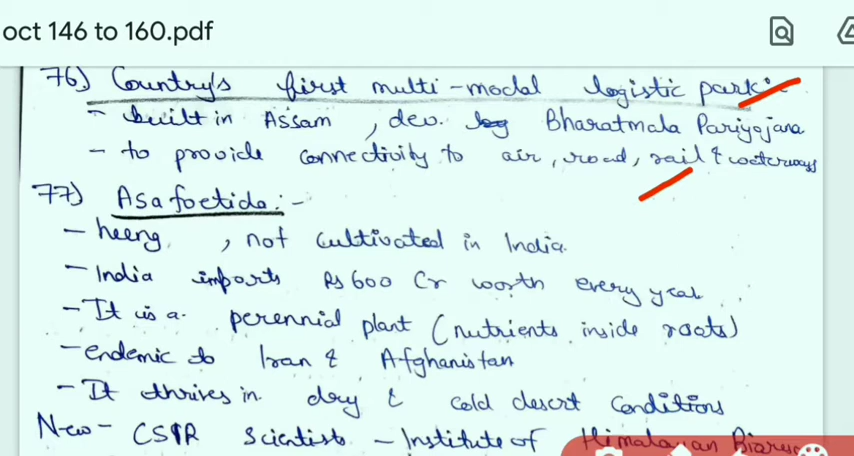 oct 146 to 160.pdf
76) Country's first multi-modal logistic park:
- built in Assam, dev. Bharatmala Pariyojana
- to provide connectivity to air, road, rail & waterways
77) Asafoetida:-
- heeng, not cultivated in India.
- India imports Rs 600 Cr worth every year.
- It is a perennial plant (nutrients inside roots)
- endemic to Iran & Afghanistan
- It thrives in dry & cold desert conditions
New- CSIR Scientists - Institute of Himalayan